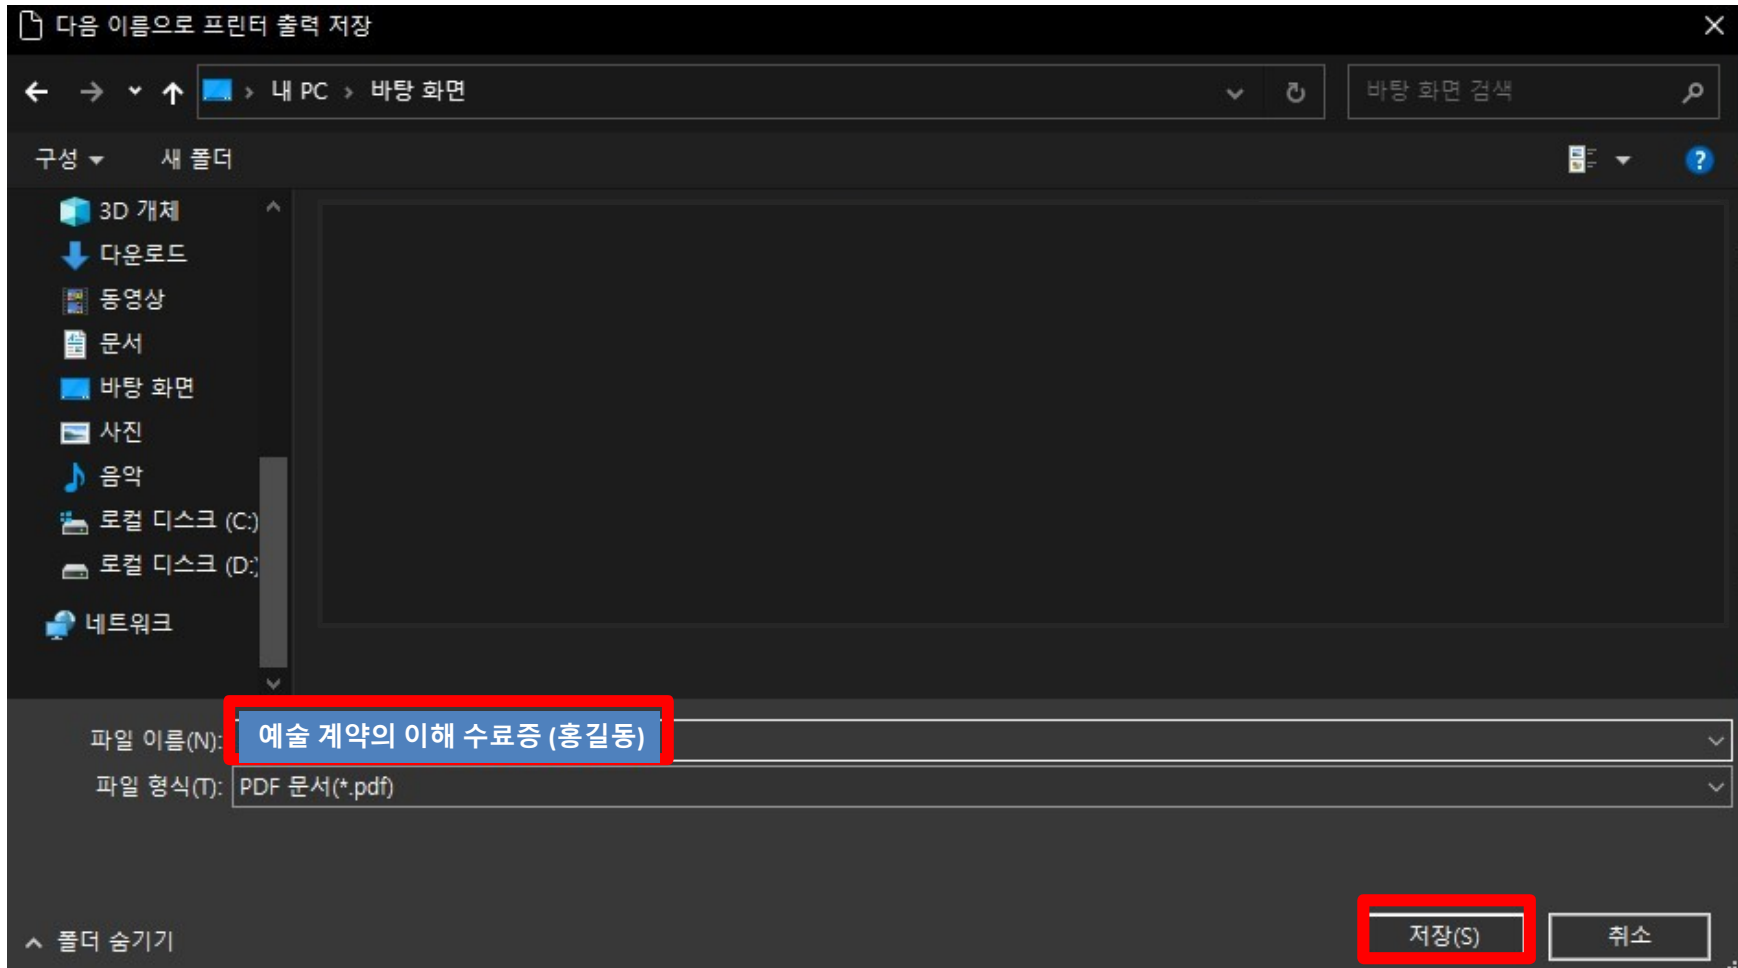 다음 이름으로 프린터 출력 저장
내 PC > 바탕 화면
바탕 화면 검색
구성
새 폴더
3D 개체
다운로드
동영상
문서
바탕 화면
사진
음악
로컬 디스크 (C:)
로컬 디스크 (D:)
네트워크
파일 이름(N): 예술 계약의 이해 수료증 (홍길동)
파일 형식(T): PDF 문서(*.pdf)
폴더 숨기기
저장(S)
취소